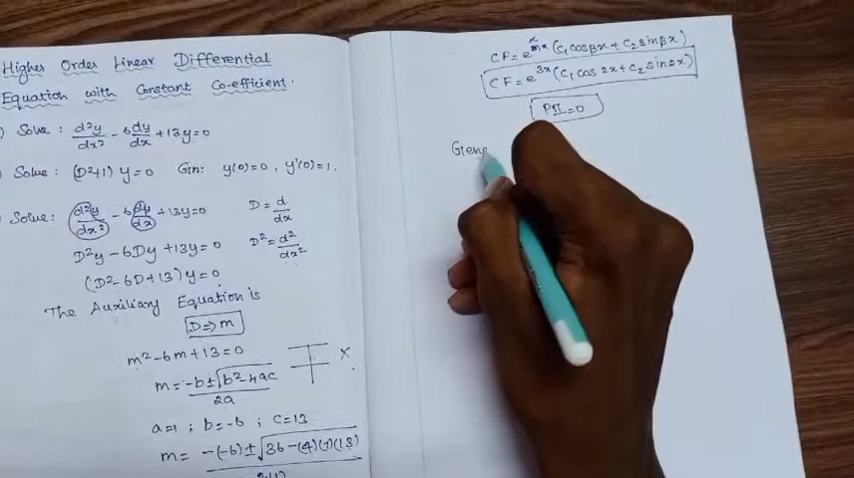 Higher Order Linear Differential
Equation with Constant Co-efficient.
) Solve : d²y/dx² - 6dy/dx + 13y = 0
) Solve : (D²+1) y = 0 Gin: y(0) = 0 , y'(0) = 1.
) Solve : d²y/dx² - 6 dy/dx + 13y = 0 D = d/dx
D²y - 6Dy + 13y = 0 D² = d²/dx²
(D² - 6D + 13) y = 0
The Auxiliary Equation is
D => m
m² - 6m + 13 = 0
m = -b ± √b² - 4ac / 2a X
a = 1 ; b = -6 ; c = 13
m = -(-6) ± √36 - (4)(1)(13)
CF = e^αx (C₁ cos βx + C₂ sin βx)
CF = e^3x (C₁ cos 2x + C₂ sin 2x)
PI = 0
Gene